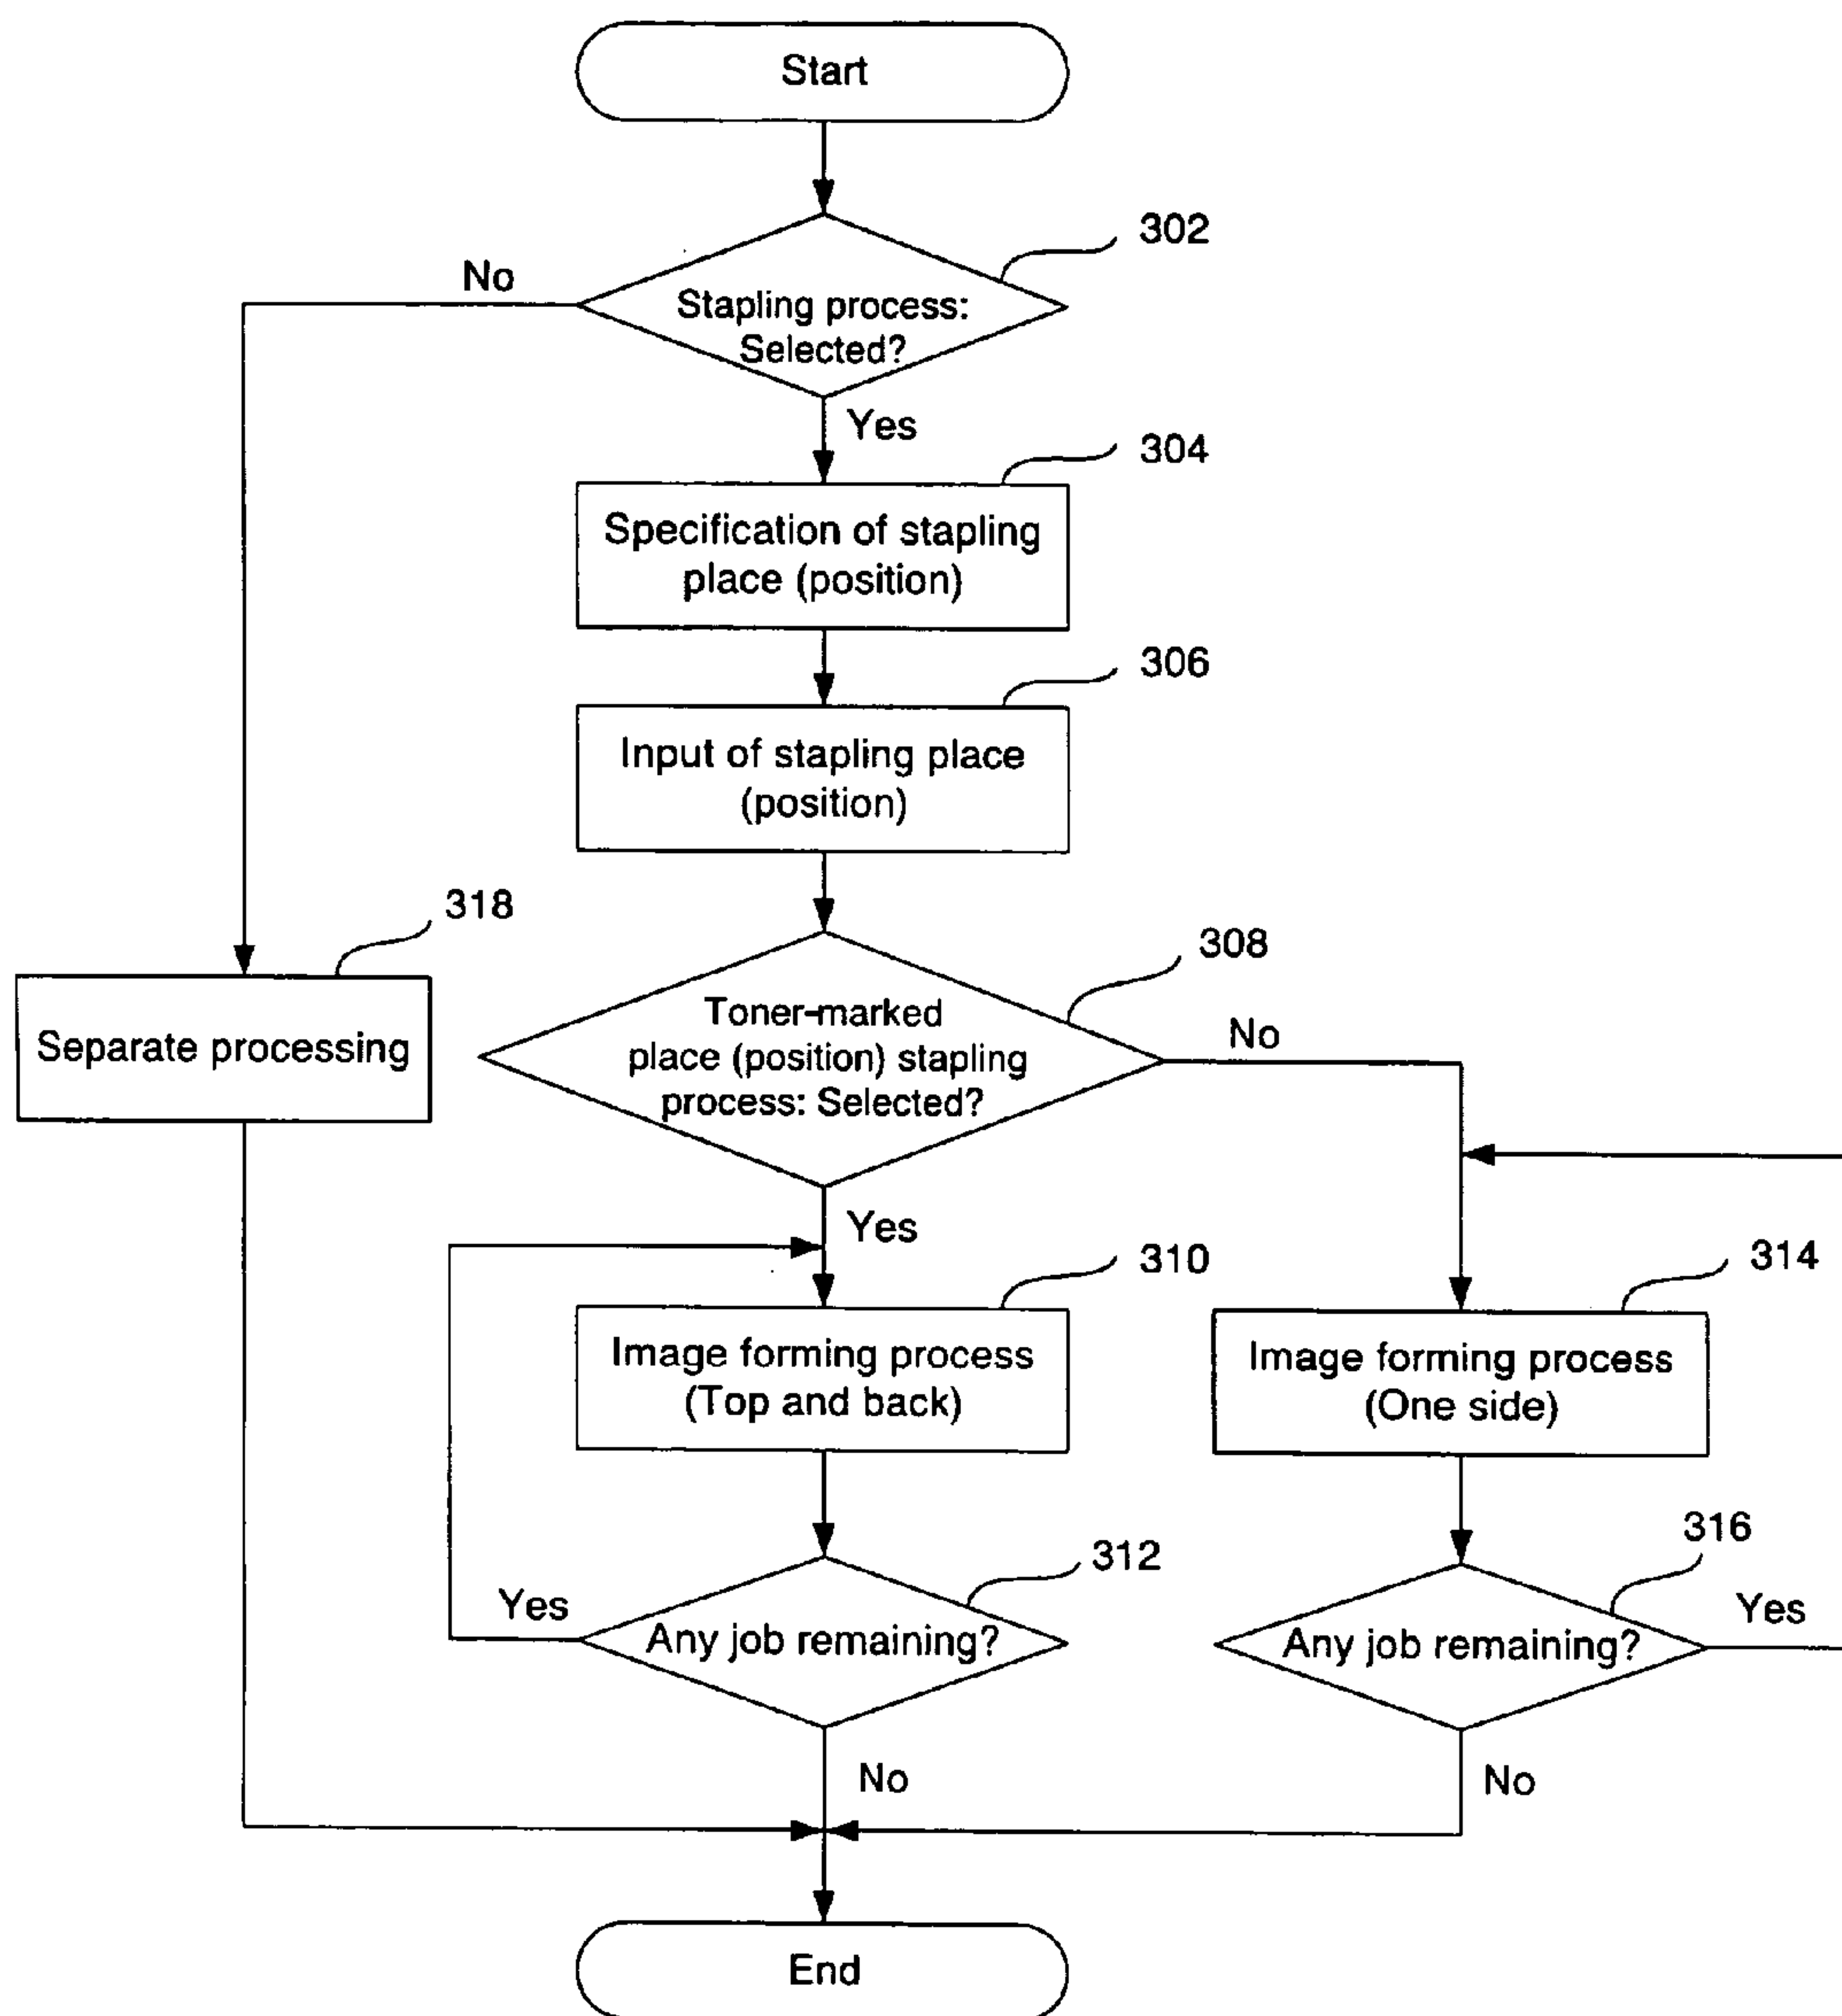 Start
302
No
Stapling process:
Selected?
Yes
304
Specification of stapling
place (position)
306
Input of stapling place
(position)
318
Separate processing
308
Toner-marked
place (position) stapling
process: Selected?
No
Yes
310
Image forming process
(Top and back)
314
Image forming process
(One side)
312
Yes
Any job remaining?
316
Yes
Any job remaining?
No
No
End